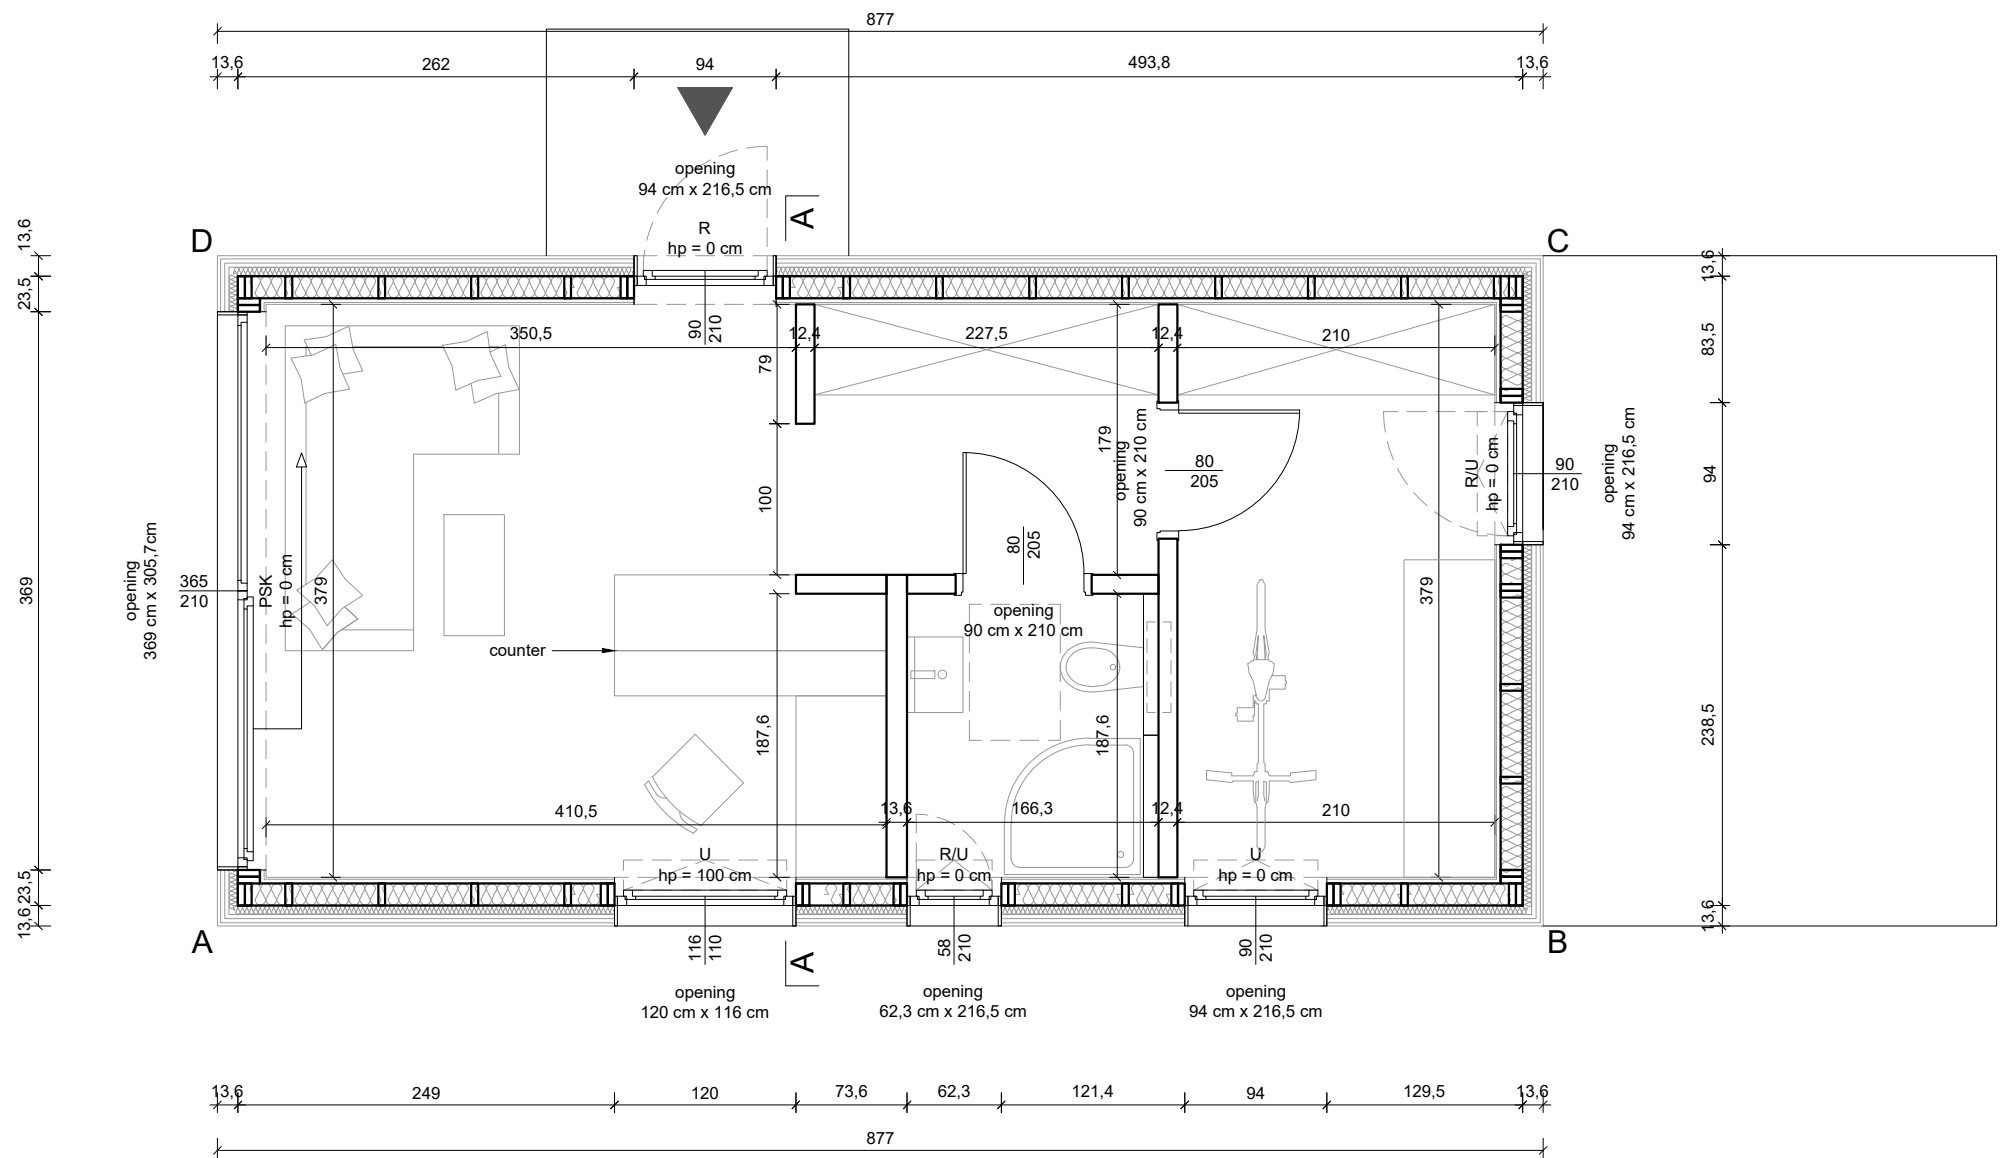 877
13,6
262
94
493,8
13,6
opening
94 cm x 216,5 cm
A
R
hp = 0 cm
D
C
13,6
23,5
369
23,5
13,6
13,6
83,5
94
238,5
13,6
90
210
350,5
12,4
227,5
12,4
210
79
100
187,6
179
opening
90 cm x 210 cm
80
205
80
205
R/U
hp = 0 cm
90
210
opening
94 cm x 216,5 cm
opening
369 cm x 305,7cm
365
210
PSK
hp = 0 cm
379
379
opening
90 cm x 210 cm
counter
187,6
410,5
13,6
166,3
12,4
210
U
hp = 100 cm
R/U
hp = 0 cm
U
hp = 0 cm
A
B
116
110
A
58
210
90
210
opening
120 cm x 116 cm
opening
62,3 cm x 216,5 cm
opening
94 cm x 216,5 cm
13,6
249
120
73,6
62,3
121,4
94
129,5
13,6
877